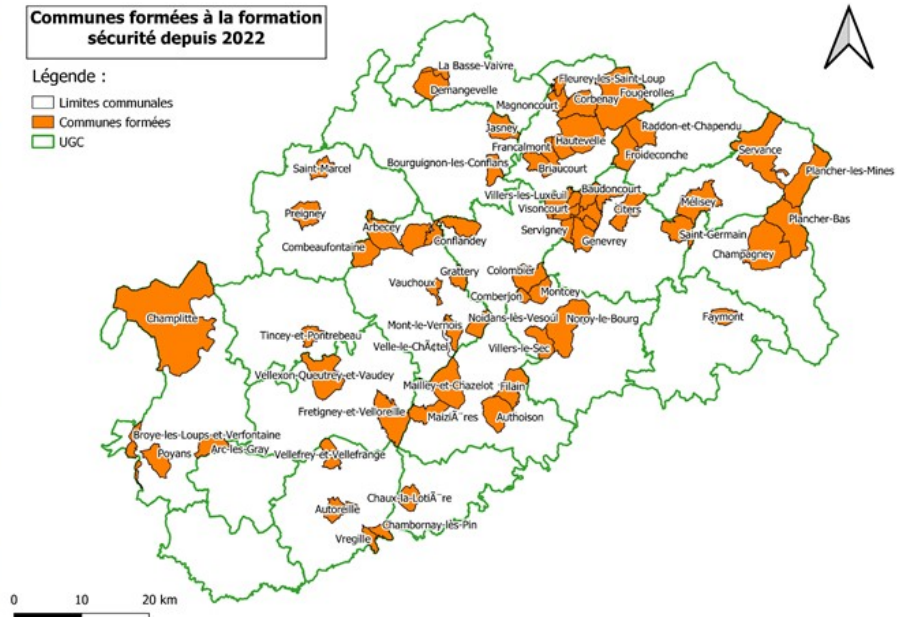 Communes formées à la formation
sécurité depuis 2022
Légende :
Limites communales
Communes formées
UGC
La Basse-Vaivre
Demangevelle
Fleurey-les-Saint-Loup
Corbenay
Fougerolles
Magnoncourt
Jasney
Raddon-et-Chapendu
Hautevelle
Francalmont
Froideconche
Servance
Bourguignon-les-Conflans
Briaucourt
Saint-Marcel
Plancher-les-Mines
Villers-les-Luxeuil
Baudoncourt
Visoncourt
Citers
Mélisey
Preigney
Plancher-Bas
Arbecey
Servigney
Saint-Germain
Combeaufontaine
Conflandey
Genevrey
Champagney
Grattery
Colombier
Vauchoux
Comberjon
Montcey
Champlitte
Faymont
Noidans-lès-Vesoul
Noroy-le-Bourg
Mont-le-Vernois
Tincey-et-Pontrebeau
Velle-le-ChÃ¢tel
Villers-le-Sec
Vellexon-Queutrey-et-Vaudey
Mailley-et-Chazelot
Filain
Fretigney-et-Velloreille
MaiziÃ¨res
Authoison
Broye-les-Loups-et-Verfontaine
Arc-les-Gray
Poyans
Vellefrey-et-Vellefrange
Chaux-la-LotiÃ¨re
Autoreille
Chambornay-lès-Pin
Vregille
0 10 20 km